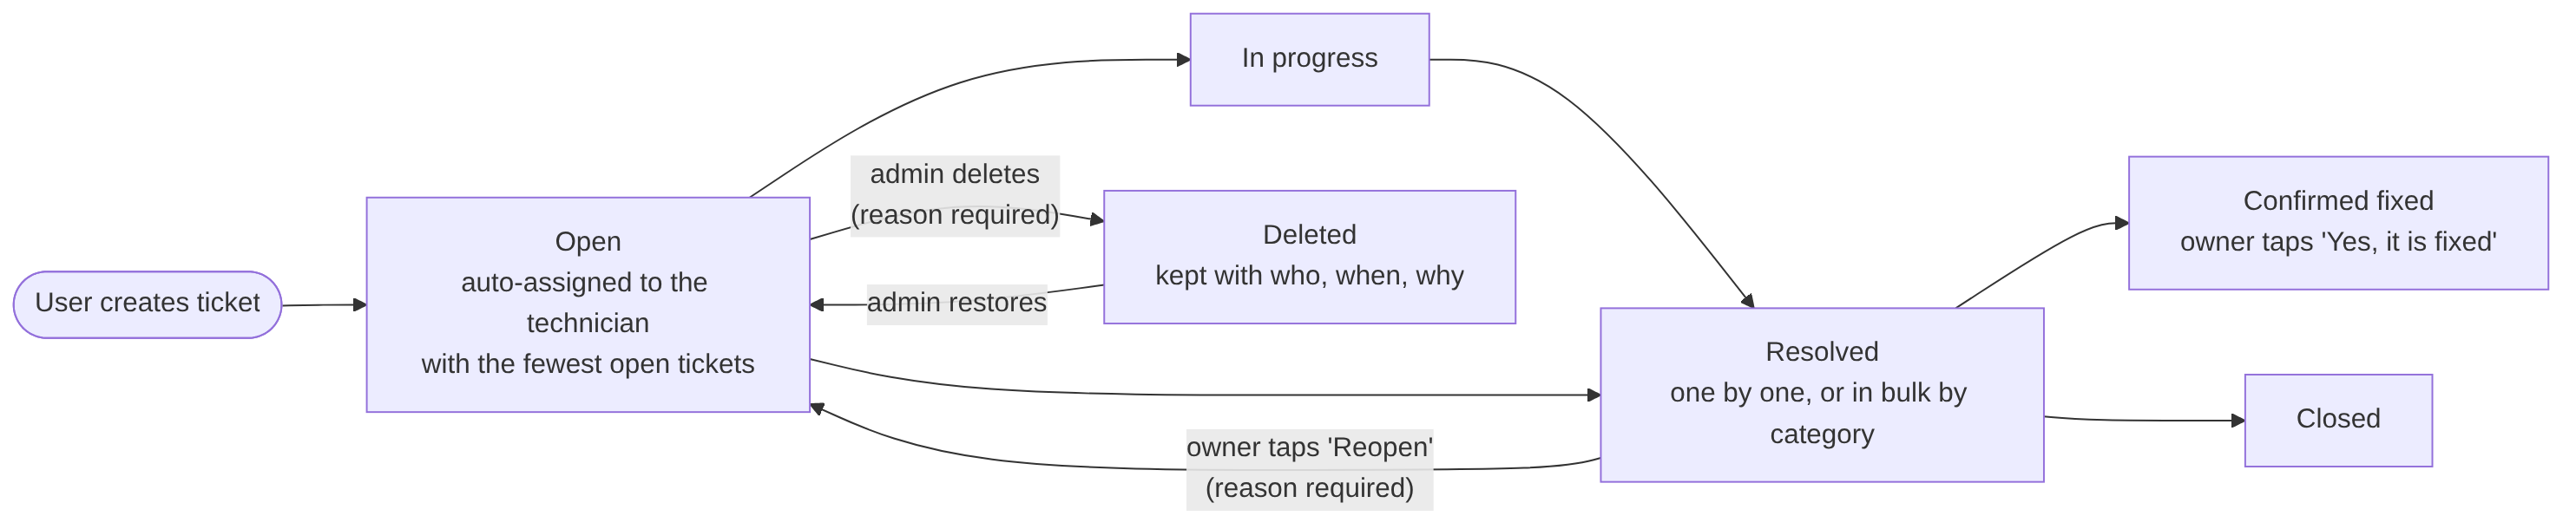 User creates ticket
Open
auto-assigned to the
technician
with the fewest open tickets
In progress
admin deletes
(reason required)
Deleted
kept with who, when, why
admin restores
owner taps 'Reopen'
(reason required)
Resolved
one by one, or in bulk by
category
Confirmed fixed
owner taps 'Yes, it is fixed'
Closed